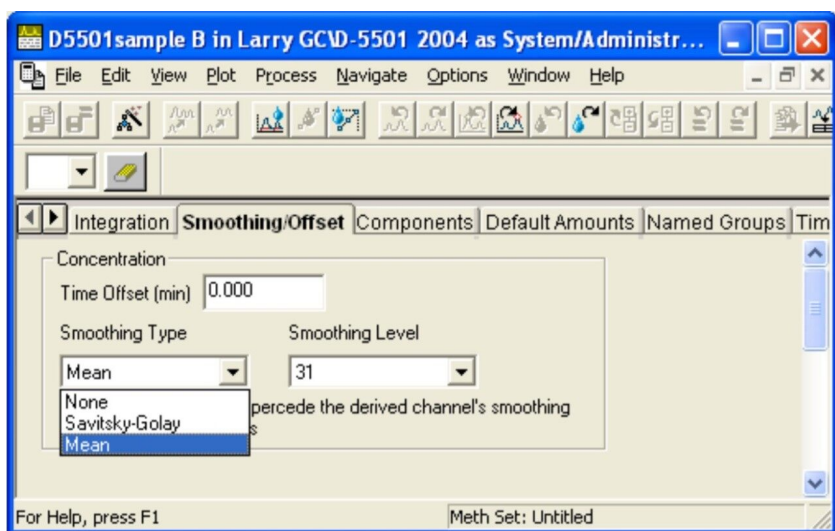 D5501sample B in Larry GC\D-5501 2004 as System/Administr...
File Edit View Plot Process Navigate Options Window Help
Integration Smoothing/Offset Components Default Amounts Named Groups Tim
Concentration
Time Offset (min) 0.000
Smoothing Type Smoothing Level
Mean 31
None
percede the derived channel's smoothing
Savitsky-Golay
s
Mean
For Help, press F1 Meth Set: Untitled